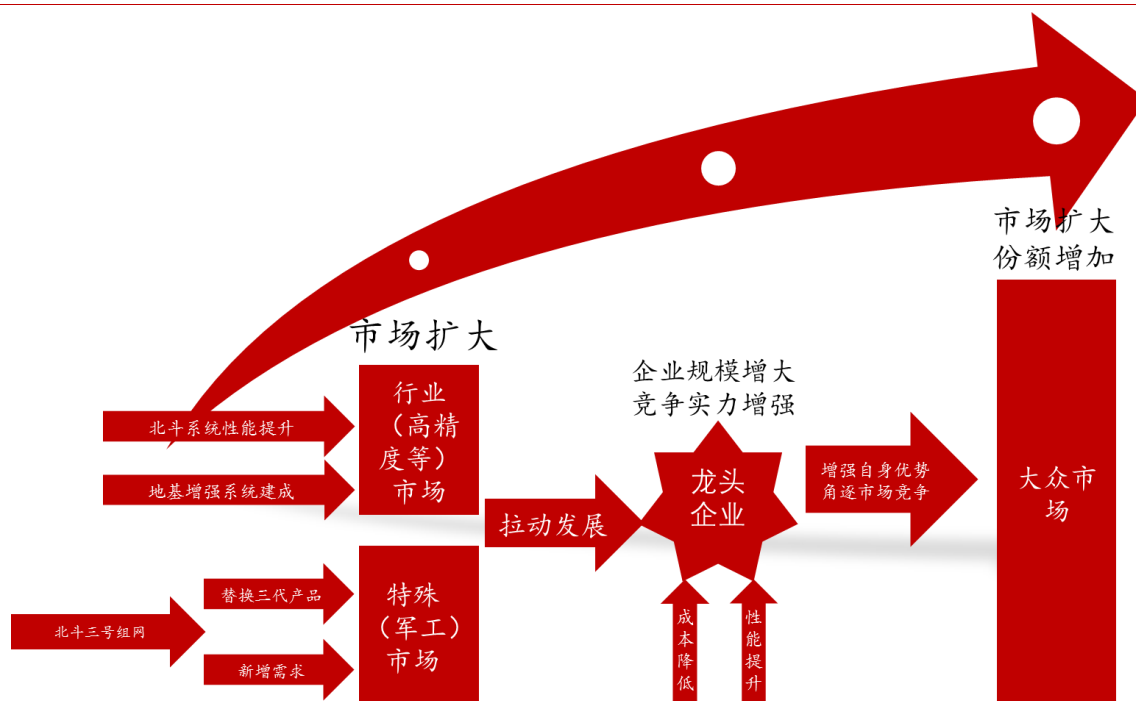 市场扩大
份额增加
市场扩大
行业
（高精
度等）
市场
北斗系统性能提升
地基增强系统建成
企业规模增大
竞争实力增强
龙头
企业
拉动发展
增强自身优势
角逐市场竞争
大众市
场
北斗三号组网
替换三代产品
新增需求
特殊
（军工）
市场
成本降低
性能提升